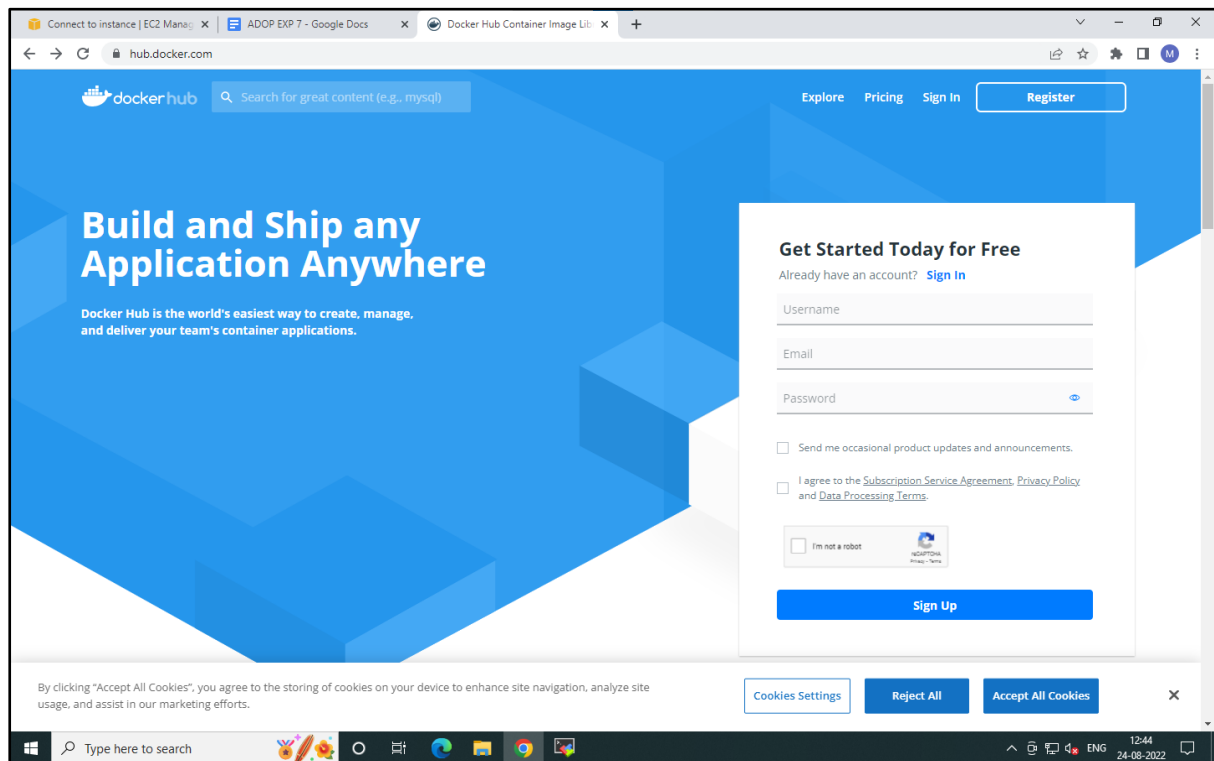 Connect to instance | EC2 Manag
ADOP EXP 7 - Google Docs
Docker Hub Container Image Lib
hub.docker.com
M
docker hub
Search for great content (e.g., mysql)
Explore
Pricing
Sign In
Register
Build and Ship any
Application Anywhere
Docker Hub is the world's easiest way to create, manage,
and deliver your team's container applications.
Get Started Today for Free
Already have an account? Sign In
Username
Email
Password
Send me occasional product updates and announcements.
I agree to the Subscription Service Agreement, Privacy Policy
and Data Processing Terms.
I'm not a robot
reCAPTCHA
Privacy - Terms
Sign Up
By clicking "Accept All Cookies", you agree to the storing of cookies on your device to enhance site navigation, analyze site
usage, and assist in our marketing efforts.
Cookies Settings
Reject All
Accept All Cookies
Type here to search
ENG
12:44
24-08-2022